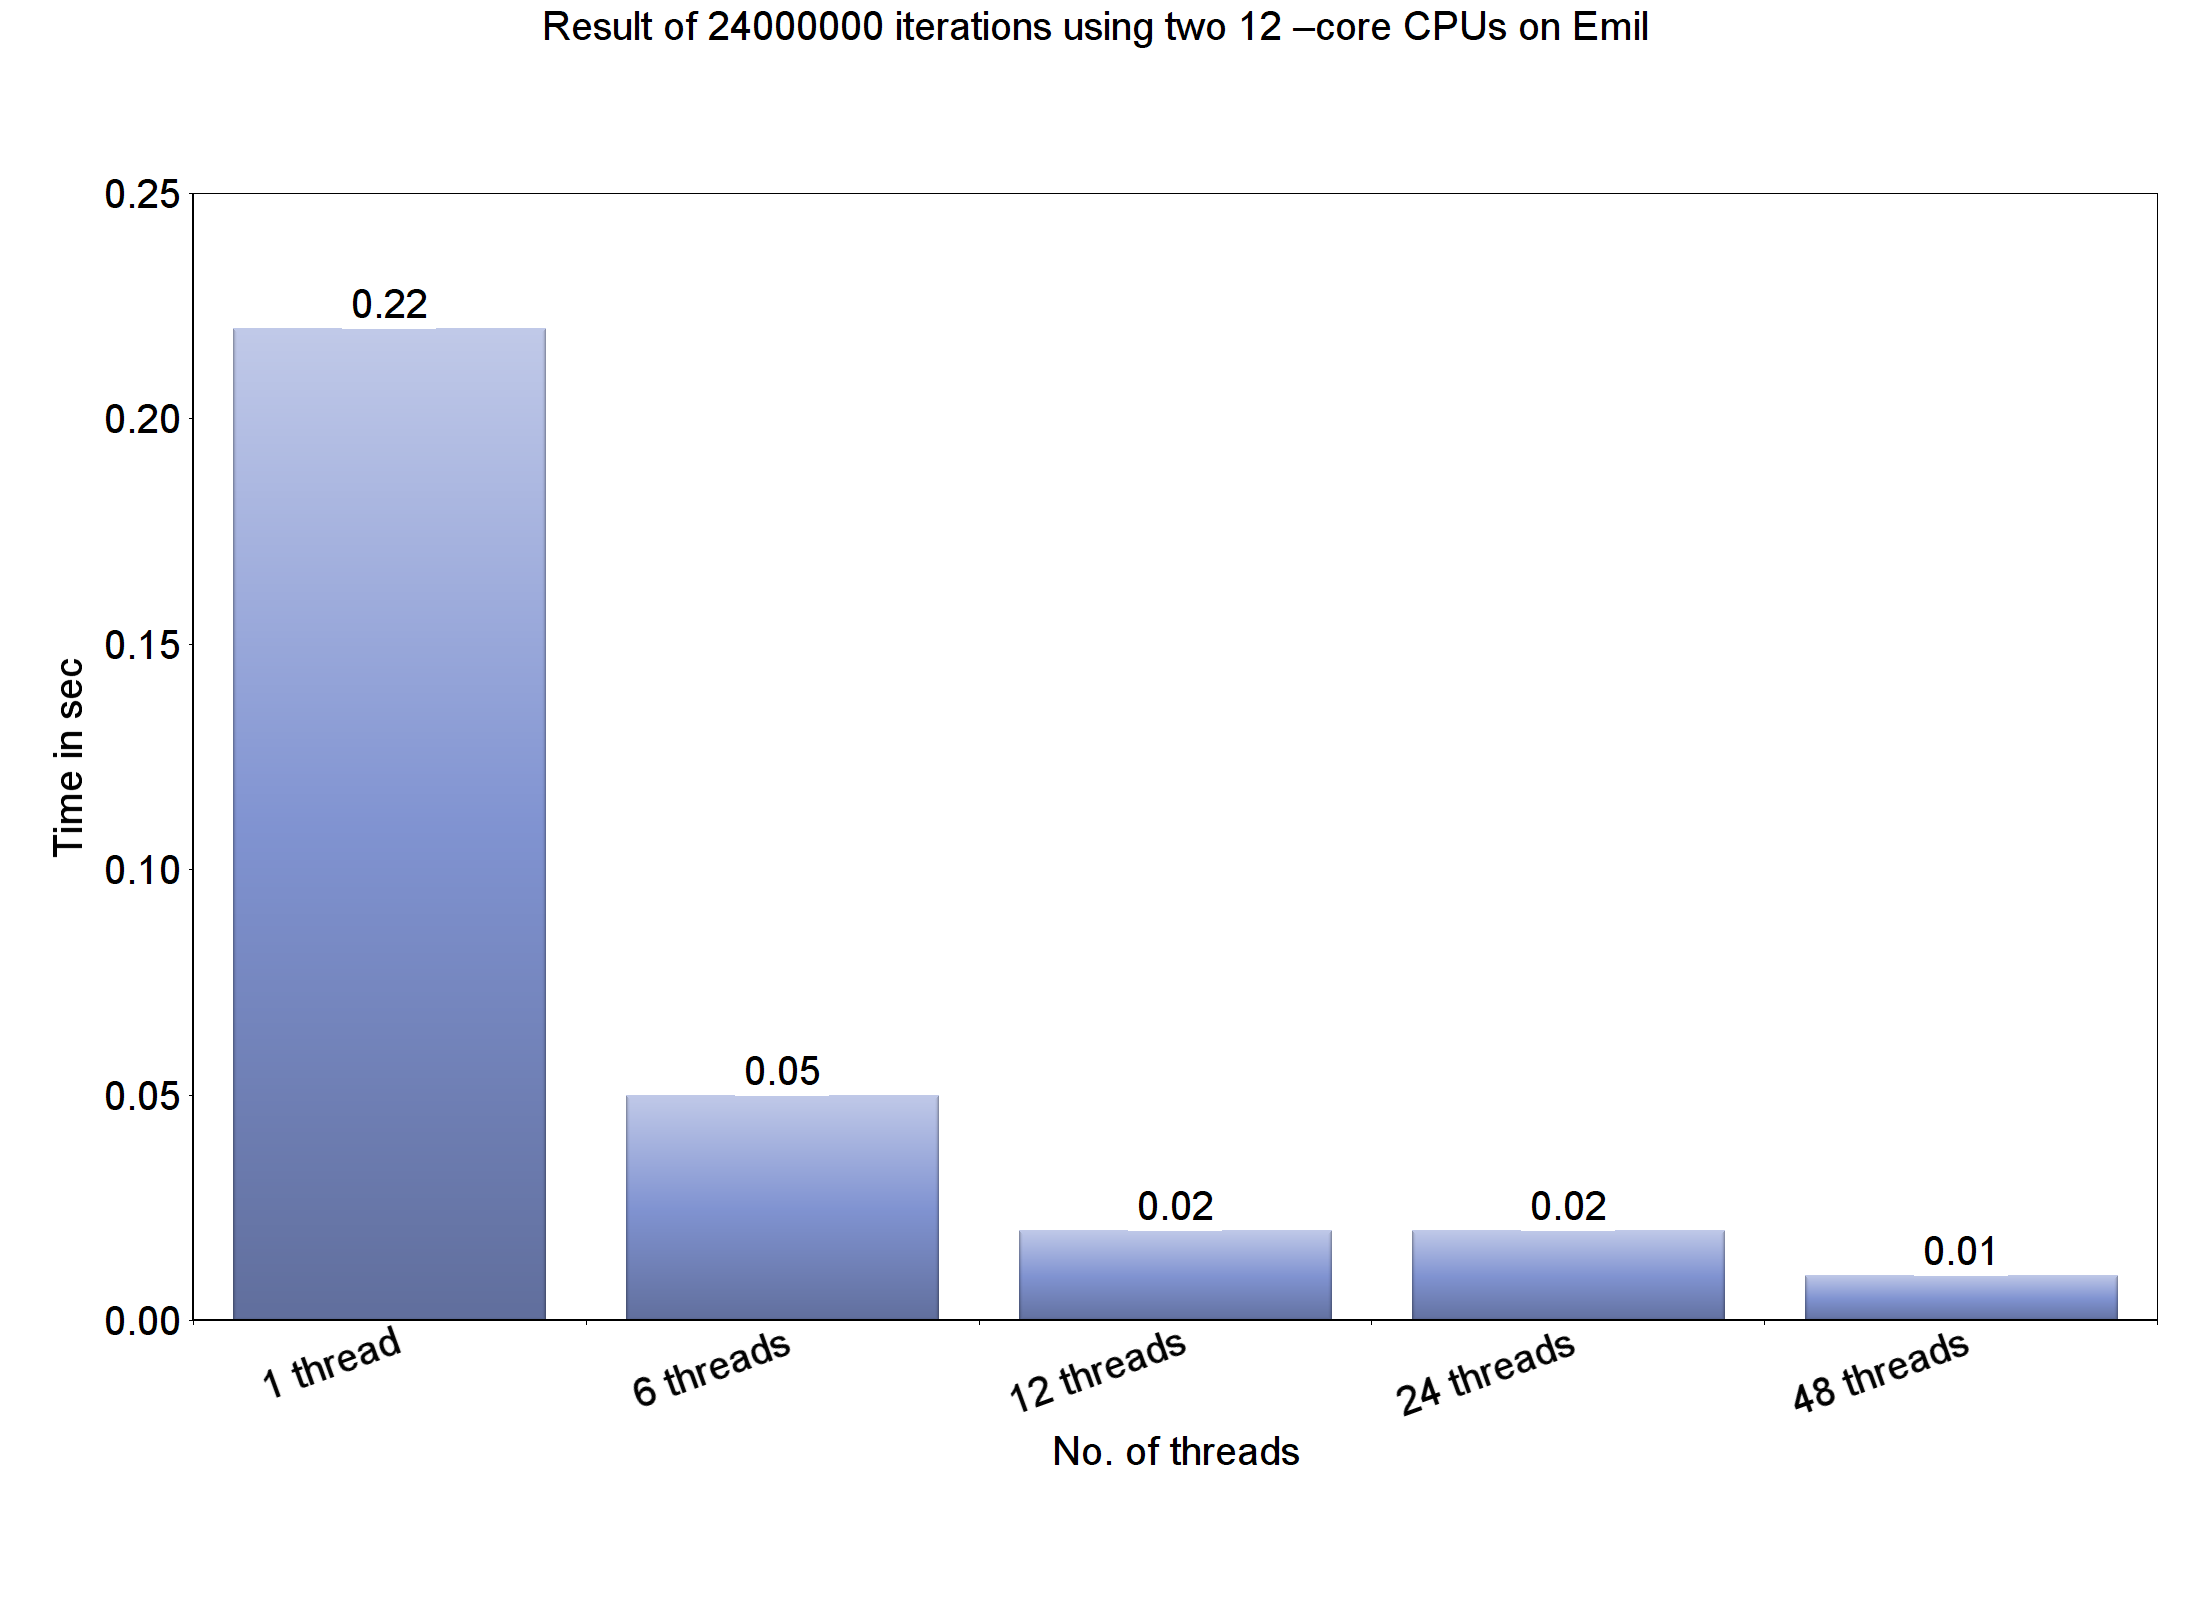 Result of 24000000 iterations using two 12 –core CPUs on Emil
0.25
0.20
0.15
0.10
0.05
0.00
Time in sec
0.22
0.05
0.02
0.02
0.01
1 thread
6 threads
12 threads
24 threads
48 threads
No. of threads